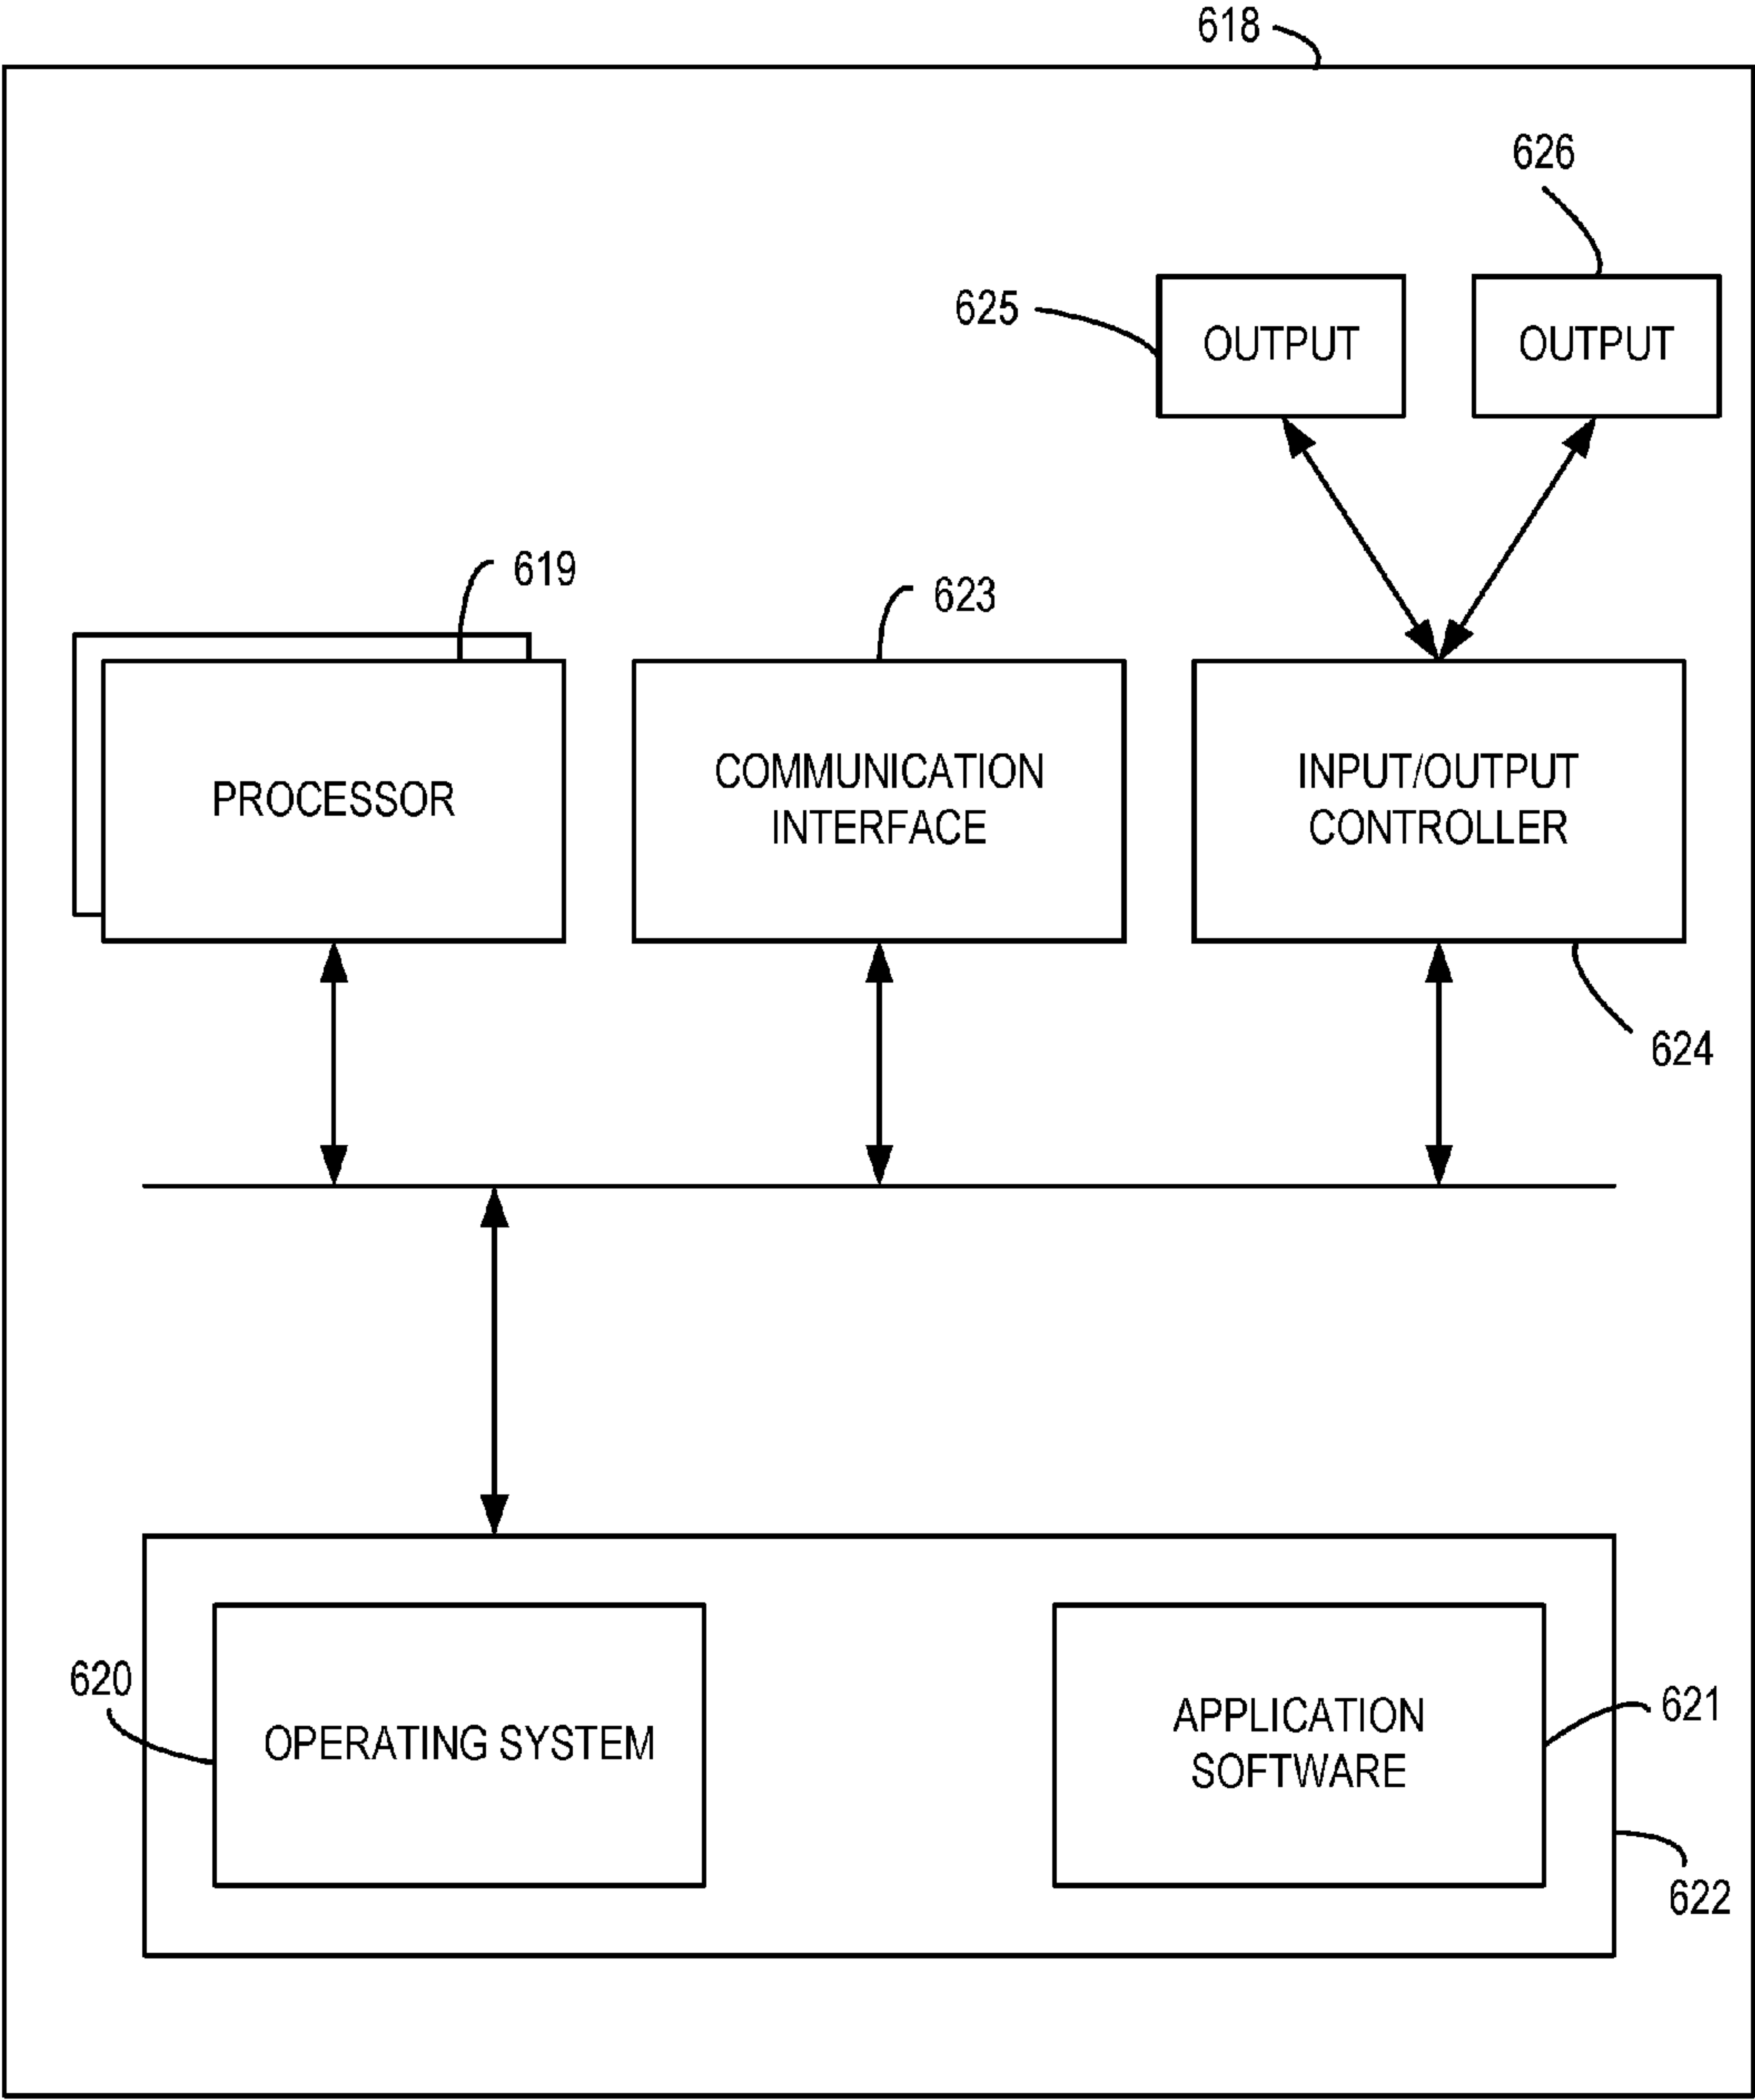 618
626
625
OUTPUT
OUTPUT
619
623
PROCESSOR
COMMUNICATION
INTERFACE
INPUT/OUTPUT
CONTROLLER
624
620
OPERATING SYSTEM
APPLICATION
SOFTWARE
621
622